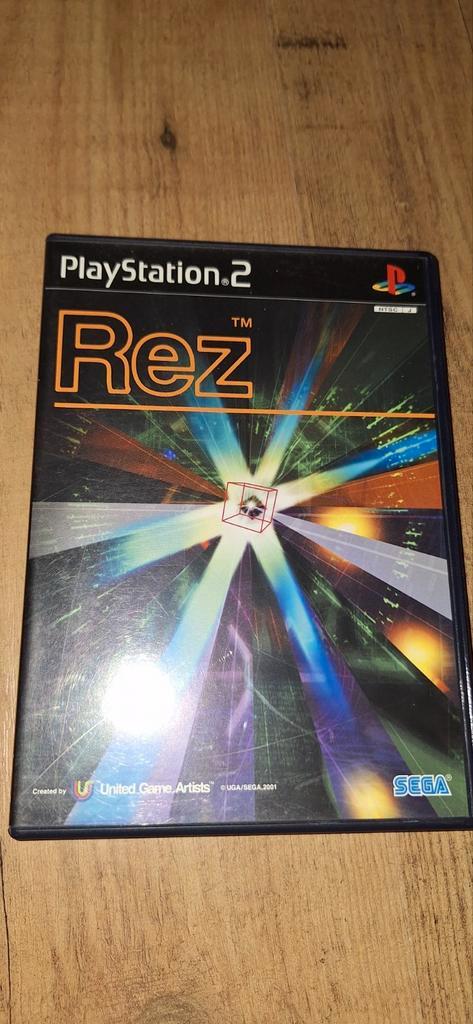 PlayStation®2
NTSC J
Rez™
Created by United Game Artists™ © UGA/SEGA, 2001
SEGA®